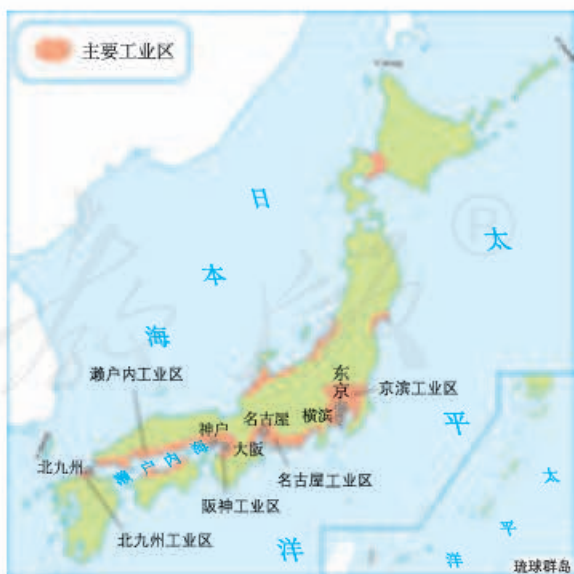 主要工业区
日本海
太平洋
东京
京滨工业区
濑户内工业区
横滨
名古屋
神户
大阪
名古屋工业区
北九州
濑户内海
阪神工业区
北九州工业区
太平洋
琉球群岛